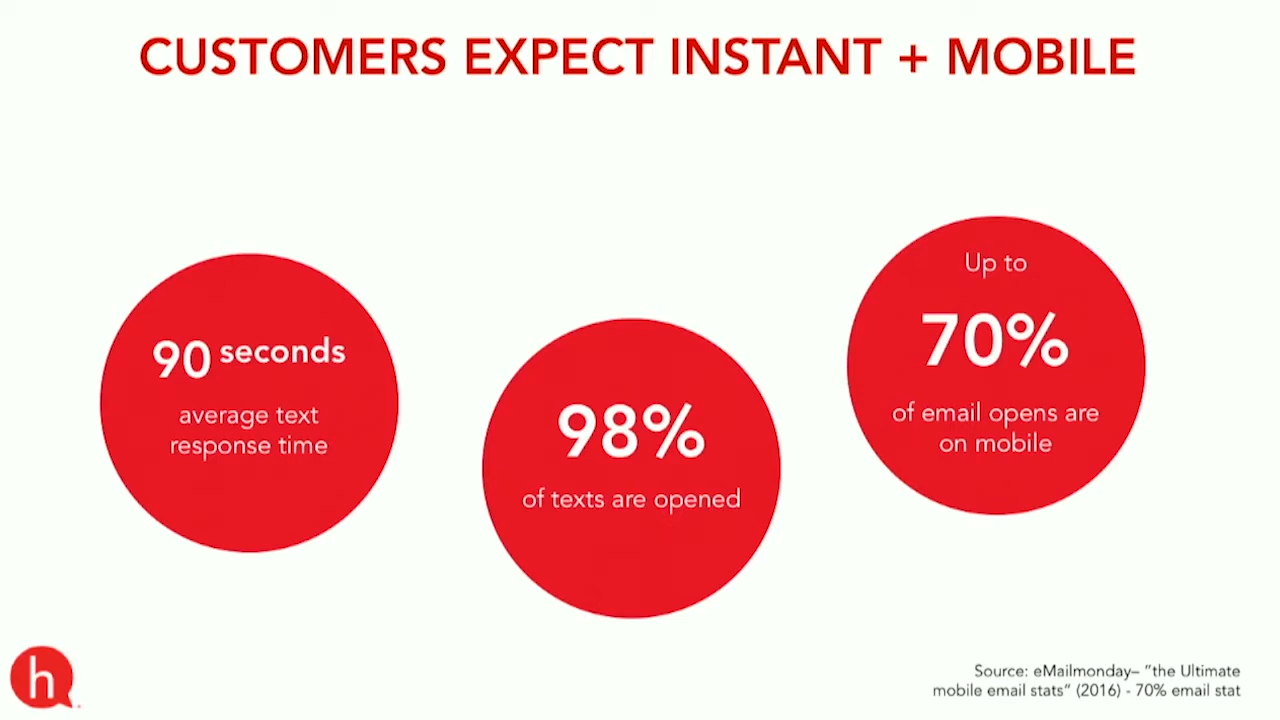 CUSTOMERS EXPECT INSTANT + MOBILE
90 seconds
average text
response time
98%
of texts are opened
Up to
70%
of email opens are
on mobile
h
Source: eMailmonday– “the Ultimate
mobile email stats” (2016) - 70% email stat